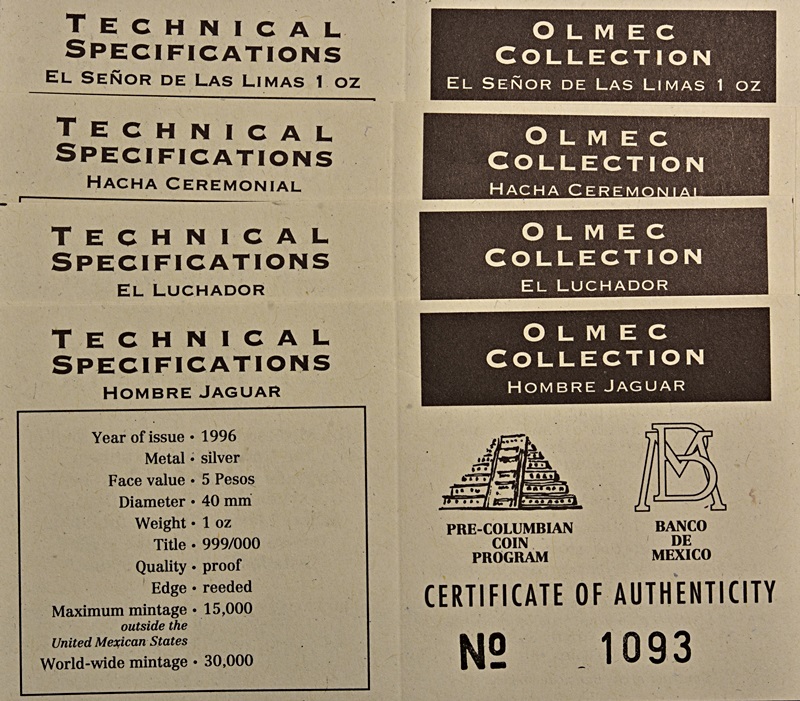 TECHNICAL
SPECIFICATIONS
EL SEÑOR DE LAS LIMAS 1 OZ
OLMEC
COLLECTION
EL SEÑOR DE LAS LIMAS 1 OZ
TECHNICAL
SPECIFICATIONS
HACHA CEREMONIAL
OLMEC
COLLECTION
HACHA CEREMONIAL
TECHNICAL
SPECIFICATIONS
EL LUCHADOR
OLMEC
COLLECTION
EL LUCHADOR
TECHNICAL
SPECIFICATIONS
HOMBRE JAGUAR
Year of issue • 1996
Metal • silver
Face value • 5 Pesos
Diameter • 40 mm
Weight • 1 oz
Title • 999/000
Quality • proof
Edge • reeded
Maximum mintage • 15,000
outside the
United Mexican States
World-wide mintage • 30,000
OLMEC
COLLECTION
HOMBRE JAGUAR
PRE-COLUMBIAN
COIN
PROGRAM
BM
BANCO
DE
MEXICO
CERTIFICATE OF AUTHENTICITY
Nº 1093